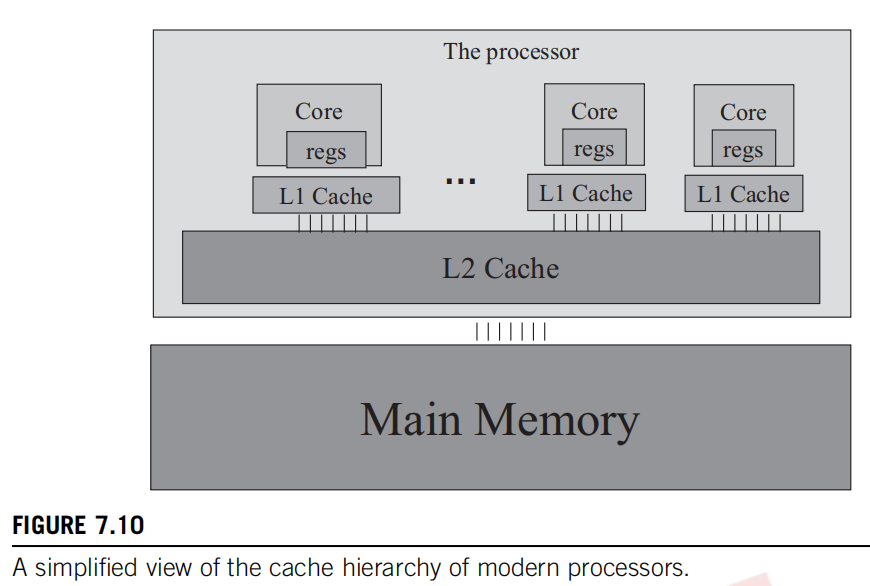 The processor
Core
Core
Core
regs
regs
regs
...
L1 Cache
L1 Cache
L1 Cache
L2 Cache
Main Memory
FIGURE 7.10
A simplified view of the cache hierarchy of modern processors.